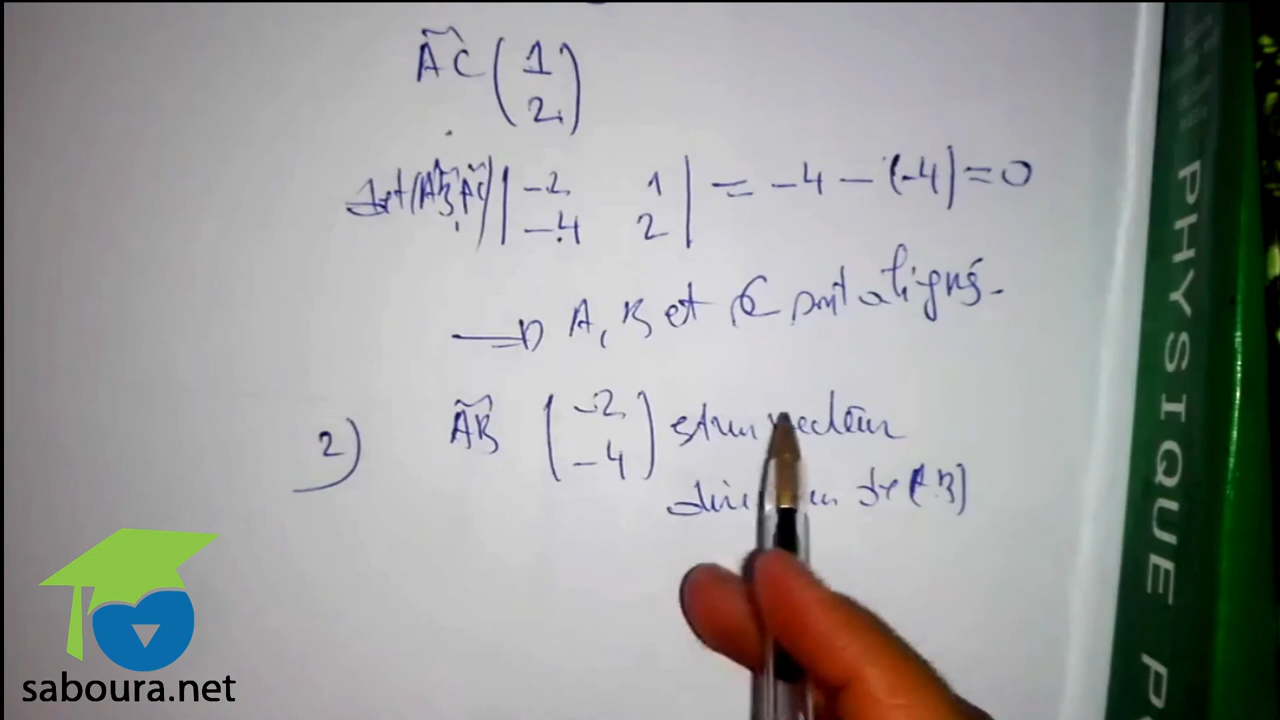 AC ( 1
2 )
det(AB, AC) | -2 1
-4 2 | = -4 - (-4) = 0
A, B et C sont alignés.
2) AB ( -2
-4 ) est un vecteur
de (AB)
PHYSIQUE
saboura.net